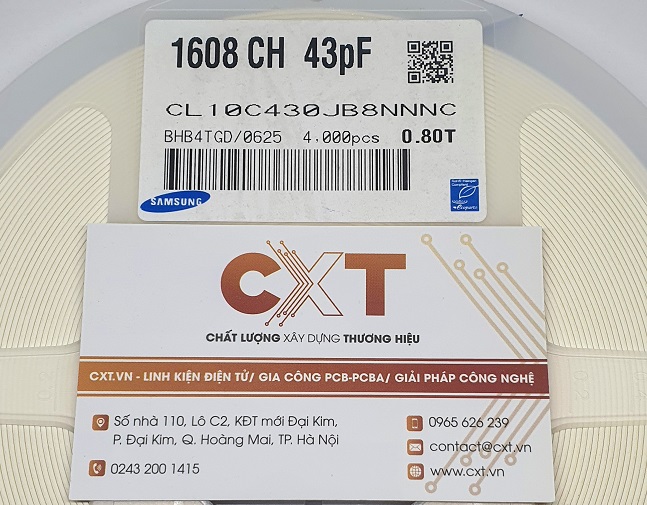 1608 CH 43pF
CL10C430JB8NNNC
BHB4TGD/0625 4,000pcs 0.80T
SAMSUNG
CXT
CHẤT LƯỢNG XÂY DỰNG THƯƠNG HIỆU
CXT.VN - LINH KIỆN ĐIỆN TỬ/ GIA CÔNG PCB-PCBA/ GIẢI PHÁP CÔNG NGHỆ
Số nhà 110, Lô C2, KĐT mới Đại Kim,
P. Đại Kim, Q. Hoàng Mai, TP. Hà Nội
0243 200 1415
0965 626 239
contact@cxt.vn
www.cxt.vn